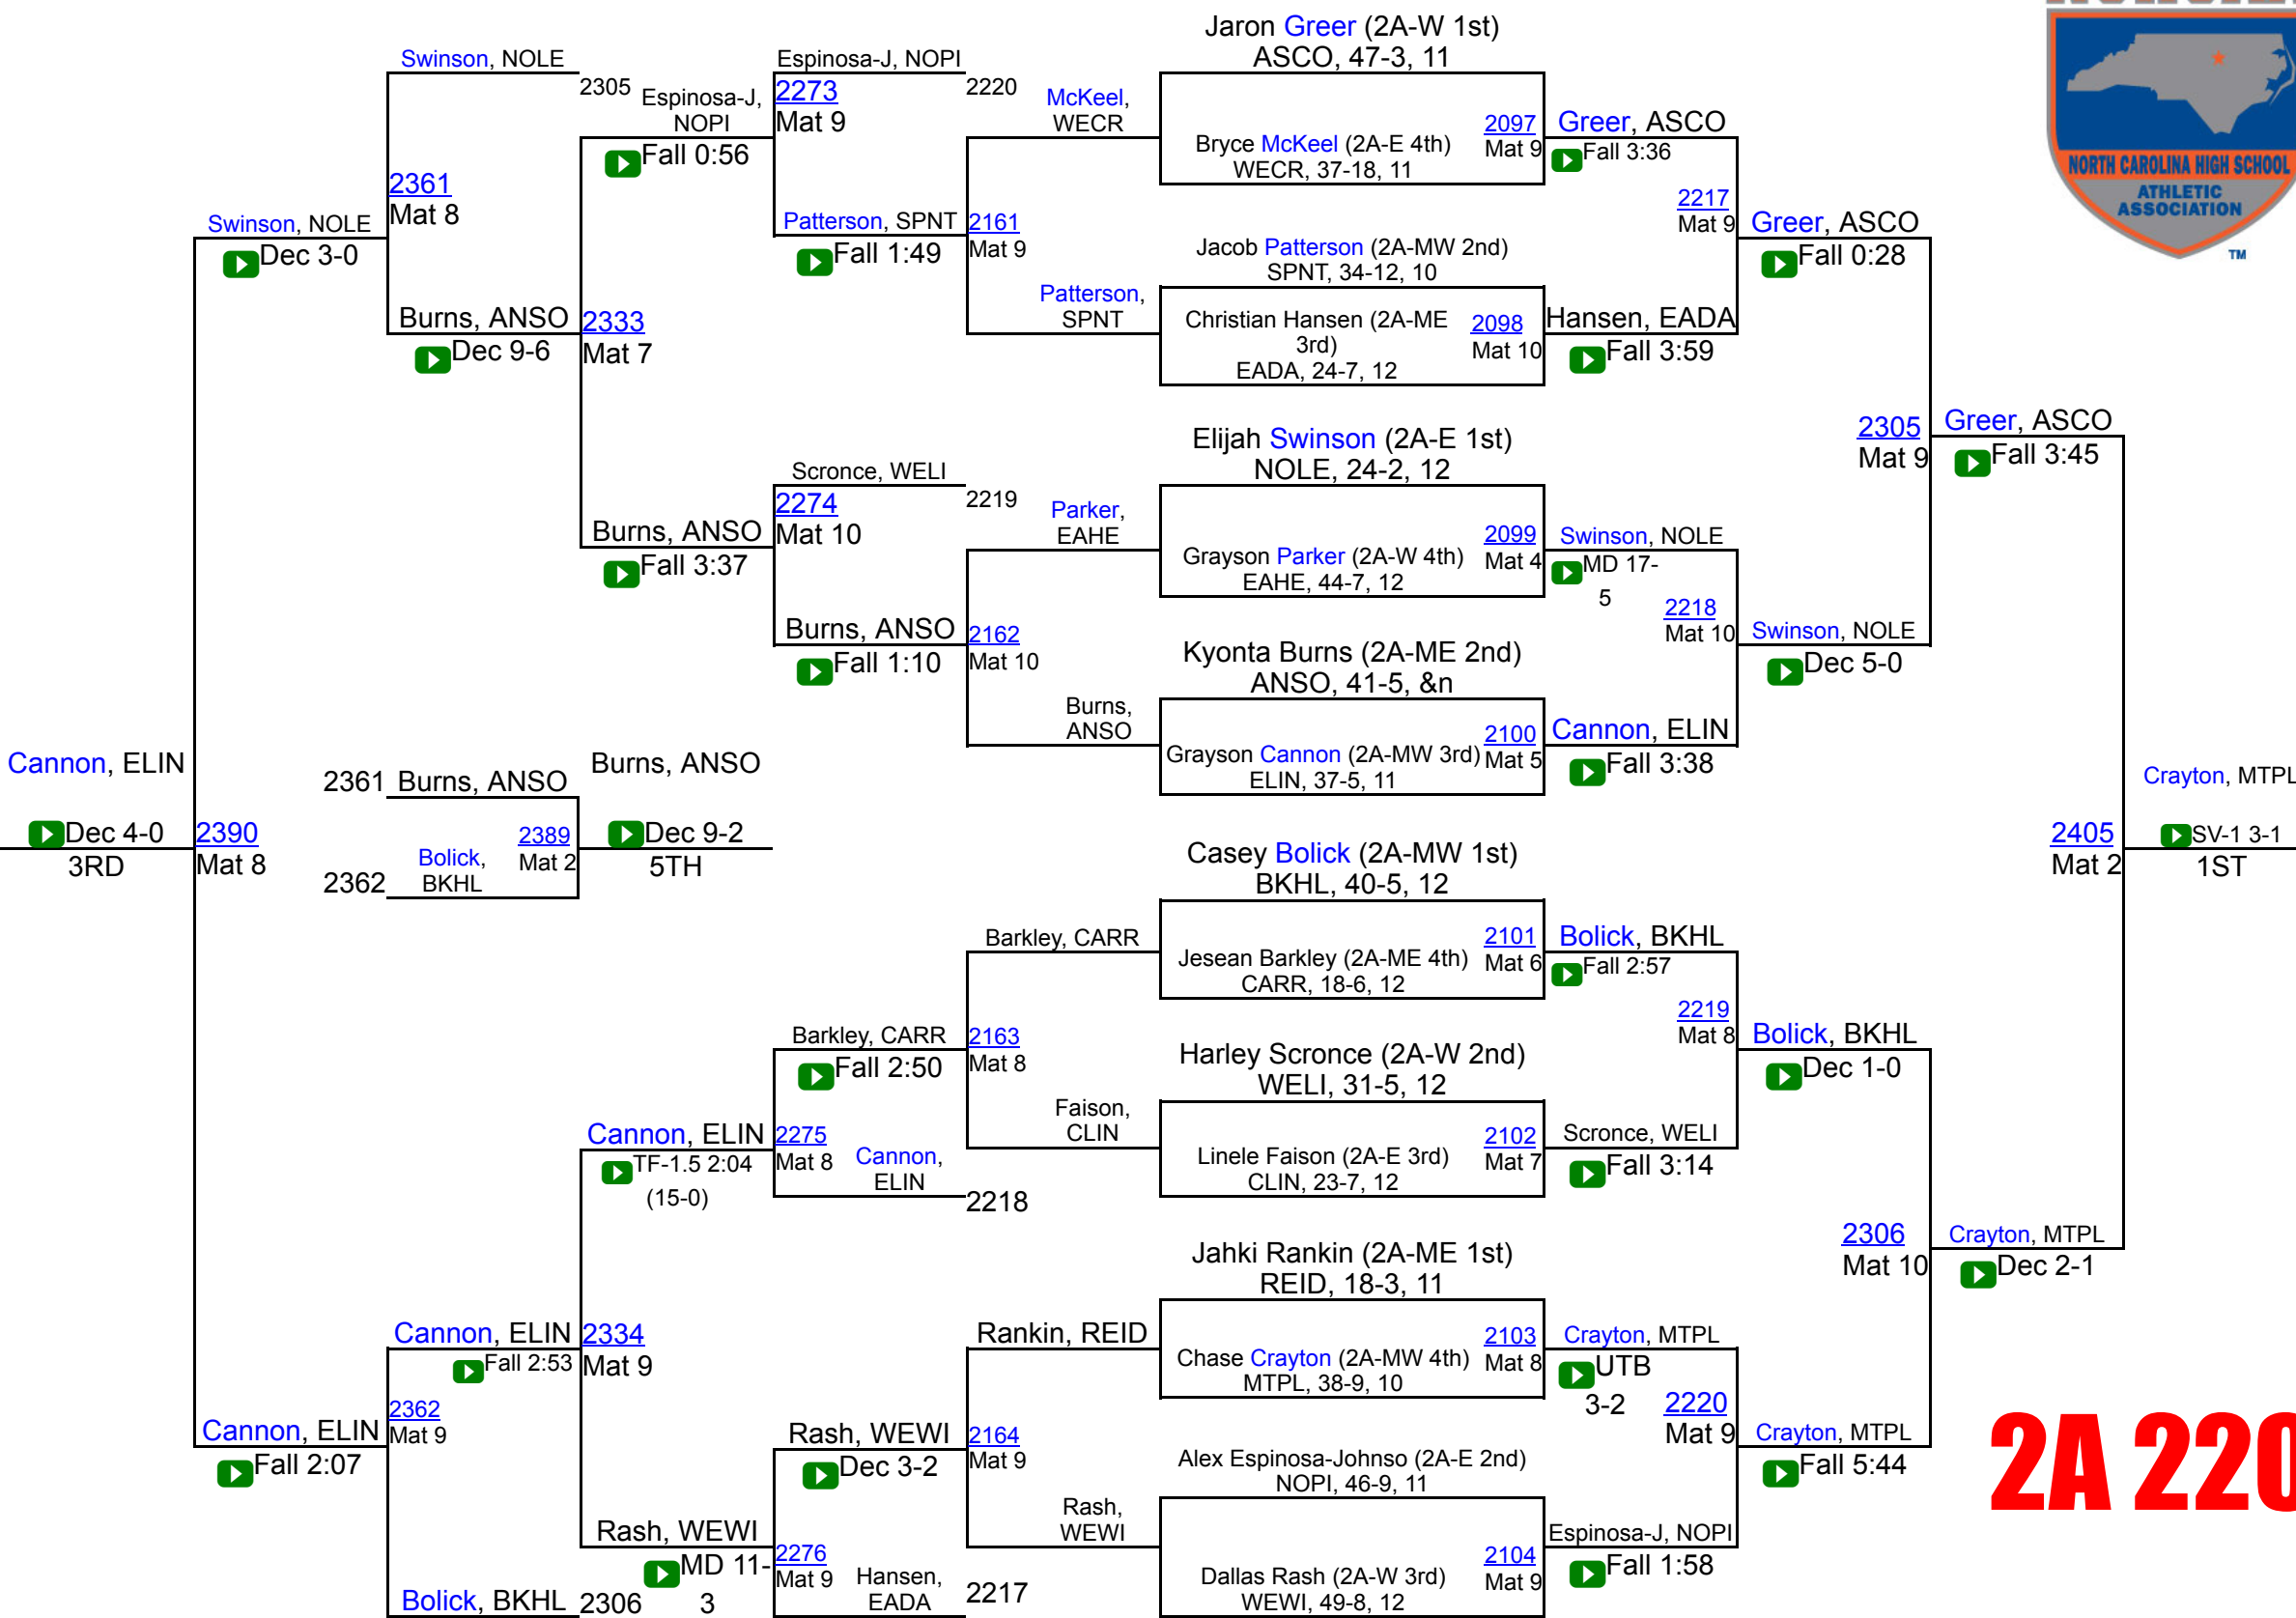 Swinson, NOLE
2305
2361
Mat 8
Swinson, NOLE
Dec 3-0
Burns, ANSO
Dec 9-6
Espinosa-J,
NOPI
Fall 0:56
2333
Mat 7
Espinosa-J, NOPI
2220
2273
Mat 9
Patterson, SPNT
Fall 1:49
Scronce, WELI
2219
2274
Mat 10
Burns, ANSO
Fall 3:37
Burns, ANSO
Fall 1:10
McKeel,
WECR
2161
Mat 9
Patterson,
SPNT
Parker,
EAHE
2162
Mat 10
Burns,
ANSO
Jaron Greer (2A-W 1st)
ASCO, 47-3, 11
Bryce McKeel (2A-E 4th)
WECR, 37-18, 11
2097
Mat 9
Greer, ASCO
Fall 3:36
Jacob Patterson (2A-MW 2nd)
SPNT, 34-12, 10
Christian Hansen (2A-ME
3rd)
EADA, 24-7, 12
2098
Mat 10
Hansen, EADA
Fall 3:59
2217
Mat 9
Greer, ASCO
Fall 0:28
Elijah Swinson (2A-E 1st)
NOLE, 24-2, 12
Grayson Parker (2A-W 4th)
EAHE, 44-7, 12
2099
Mat 4
Swinson, NOLE
MD 17-
5
Kyonta Burns (2A-ME 2nd)
ANSO, 41-5, &n
Grayson Cannon (2A-MW 3rd)
ELIN, 37-5, 11
2100
Mat 5
Cannon, ELIN
Fall 3:38
2218
Mat 10
Swinson, NOLE
Dec 5-0
2305
Mat 9
Greer, ASCO
Fall 3:45
NORTH CAROLINA HIGH SCHOOL
ATHLETIC
ASSOCIATION
TM
Cannon, ELIN
Dec 4-0
3RD
2390
Mat 8
2361 Burns, ANSO
2362
Bolick,
BKHL
2389
Mat 2
Burns, ANSO
Dec 9-2
5TH
Crayton, MTPL
SV-1 3-1
1ST
2405
Mat 2
Casey Bolick (2A-MW 1st)
BKHL, 40-5, 12
Jesean Barkley (2A-ME 4th)
CARR, 18-6, 12
2101
Mat 6
Bolick, BKHL
Fall 2:57
Harley Scronce (2A-W 2nd)
WELI, 31-5, 12
Linele Faison (2A-E 3rd)
CLIN, 23-7, 12
2102
Mat 7
Scronce, WELI
Fall 3:14
2219
Mat 8
Bolick, BKHL
Dec 1-0
Barkley, CARR
2163
Mat 8
Faison,
CLIN
Barkley, CARR
Fall 2:50
2275
Mat 8
Cannon,
ELIN
2218
Cannon, ELIN
TF-1.5 2:04
(15-0)
Jahki Rankin (2A-ME 1st)
REID, 18-3, 11
Chase Crayton (2A-MW 4th)
MTPL, 38-9, 10
2103
Mat 8
Crayton, MTPL
UTB
3-2
Alex Espinosa-Johnso (2A-E 2nd)
NOPI, 46-9, 11
Dallas Rash (2A-W 3rd)
WEWI, 49-8, 12
2104
Mat 9
Espinosa-J, NOPI
Fall 1:58
2220
Mat 9
Crayton, MTPL
Fall 5:44
2306
Mat 10
Crayton, MTPL
Dec 2-1
Rankin, REID
2164
Mat 9
Rash,
WEWI
Rash, WEWI
Dec 3-2
2276
Mat 9
Hansen,
EADA
2217
Rash, WEWI
MD 11-
3
Cannon, ELIN
Fall 2:53
2334
Mat 9
2362
Mat 9
Cannon, ELIN
Fall 2:07
Bolick, BKHL
2306
2A 220